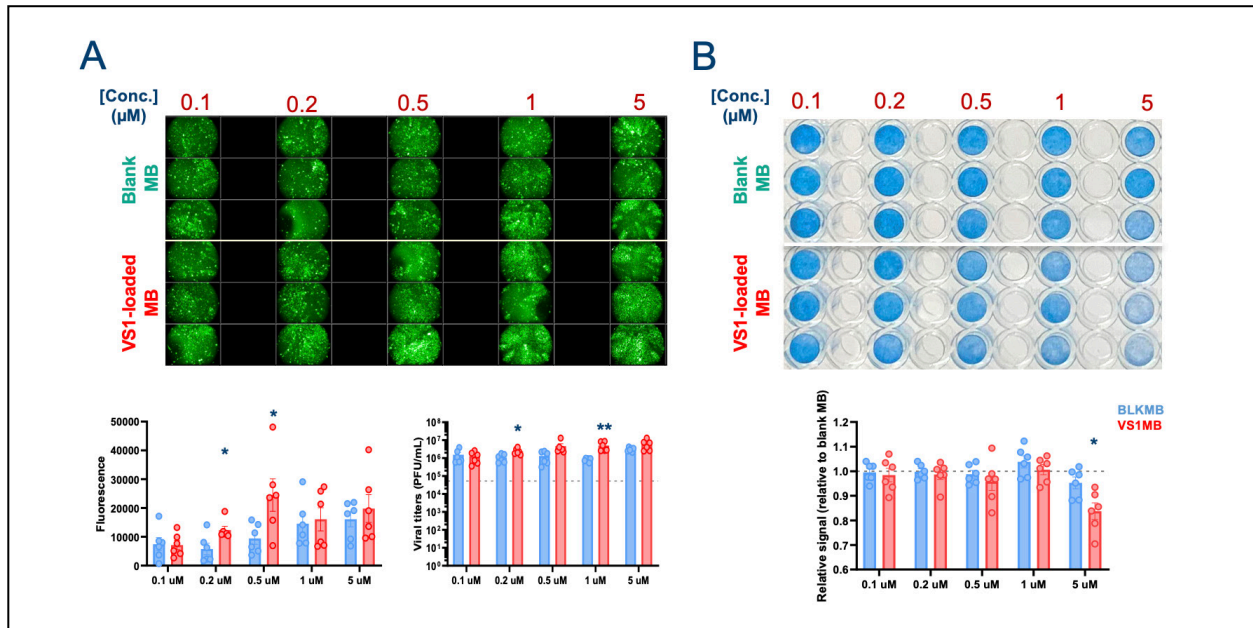 A
[Conc.]
(µM)
0.1 0.2 0.5 1 5
Blank
MB
VS1-loaded
MB
Fluorescence
50000
40000
30000
20000
10000
0
*
*
0.1 uM 0.2 uM 0.5 uM 1 uM 5 uM
Viral titers (PFU/mL)
10⁸
10⁷
10⁶
10⁵
10⁴
10³
10²
10¹
10⁰
*
**
0.1 uM 0.2 uM 0.5 uM 1 uM 5 uM
B
[Conc.]
(µM)
0.1 0.2 0.5 1 5
Blank
MB
VS1-loaded
MB
BLKMB
VS1MB
Relative signal (relative to blank MB)
1.2
1.1
1.0
0.9
0.8
0.7
0.6
*
0.1 uM 0.2 uM 0.5 uM 1 uM 5 uM